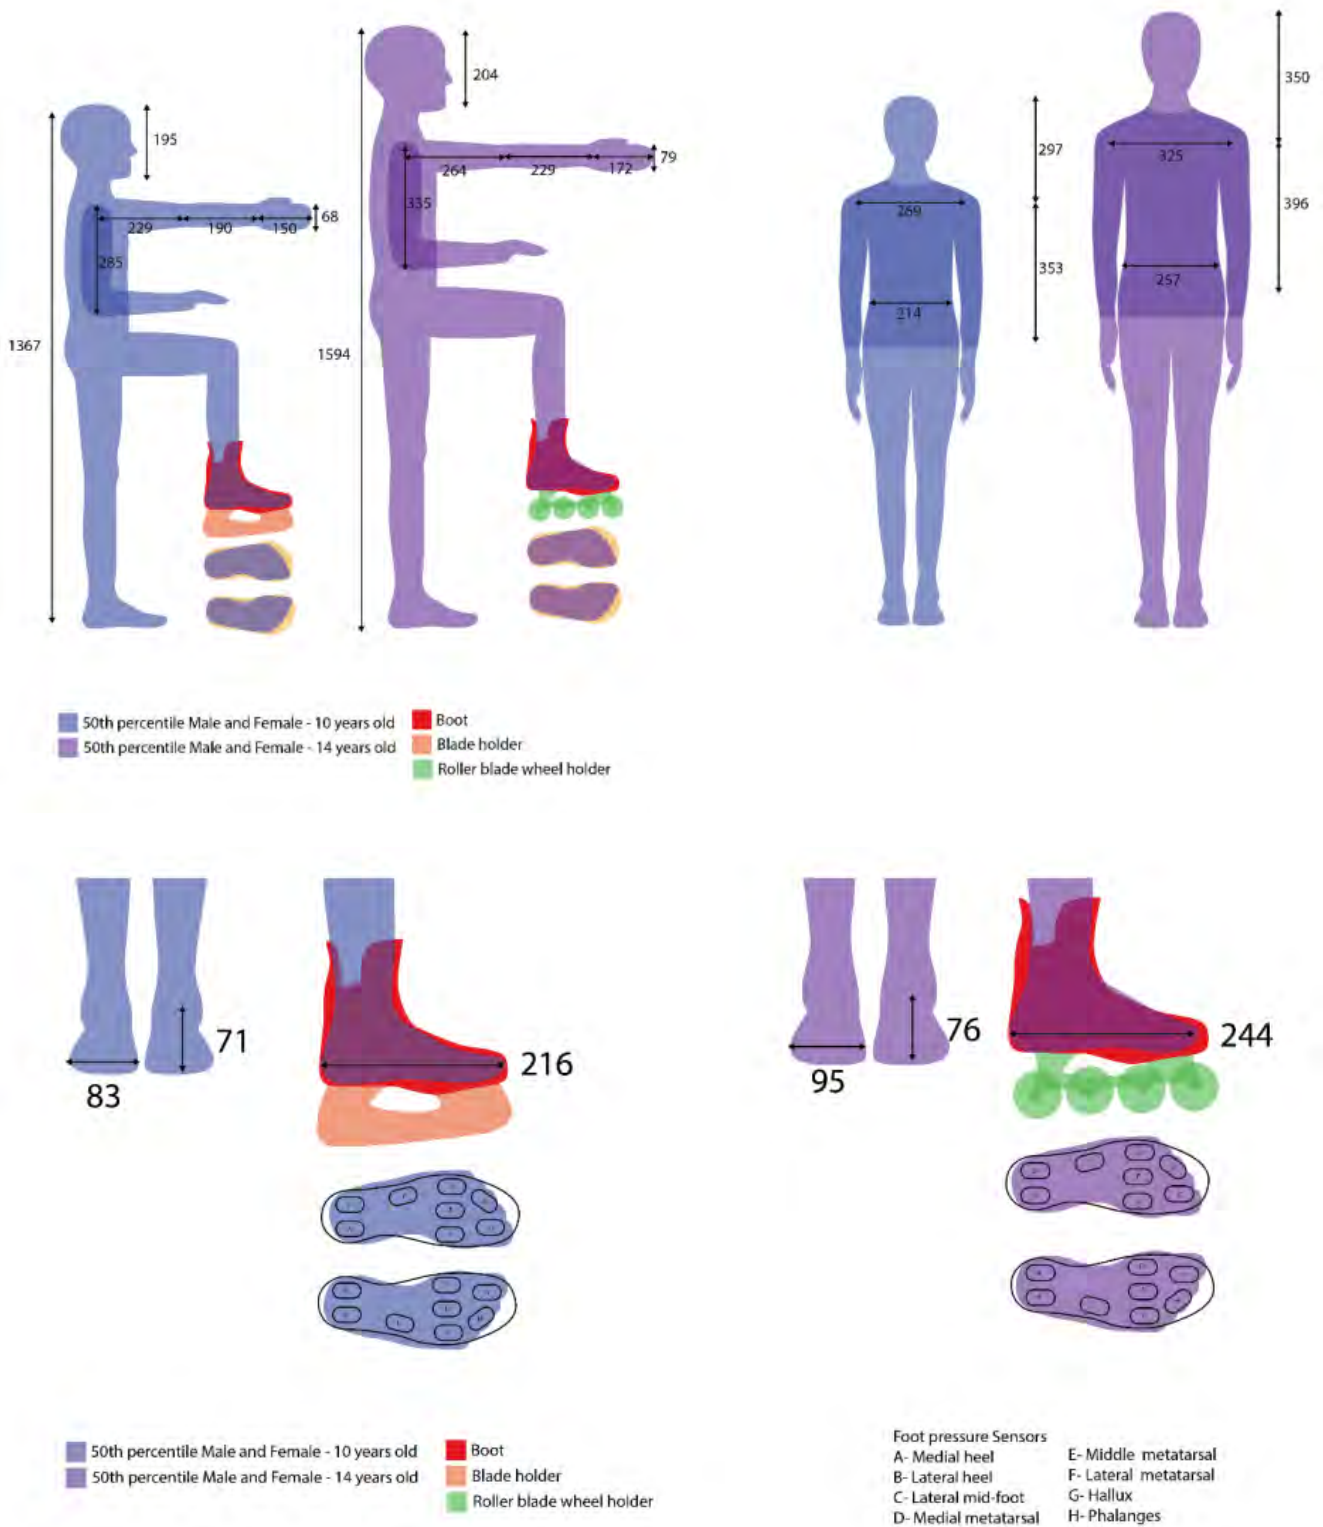 204
195
350
264
229
172
79
297
325
229
190
150
68
335
269
396
285
353
257
214
1367
1594
50th percentile Male and Female - 10 years old
Boot
50th percentile Male and Female - 14 years old
Blade holder
Roller blade wheel holder
71
83
216
76
95
244
50th percentile Male and Female - 10 years old
50th percentile Male and Female - 14 years old
Boot
Blade holder
Roller blade wheel holder
Foot pressure Sensors
A- Medial heel
B- Lateral heel
C- Lateral mid-foot
D- Medial metatarsal
E- Middle metatarsal
F- Lateral metatarsal
G- Hallux
H- Phalanges